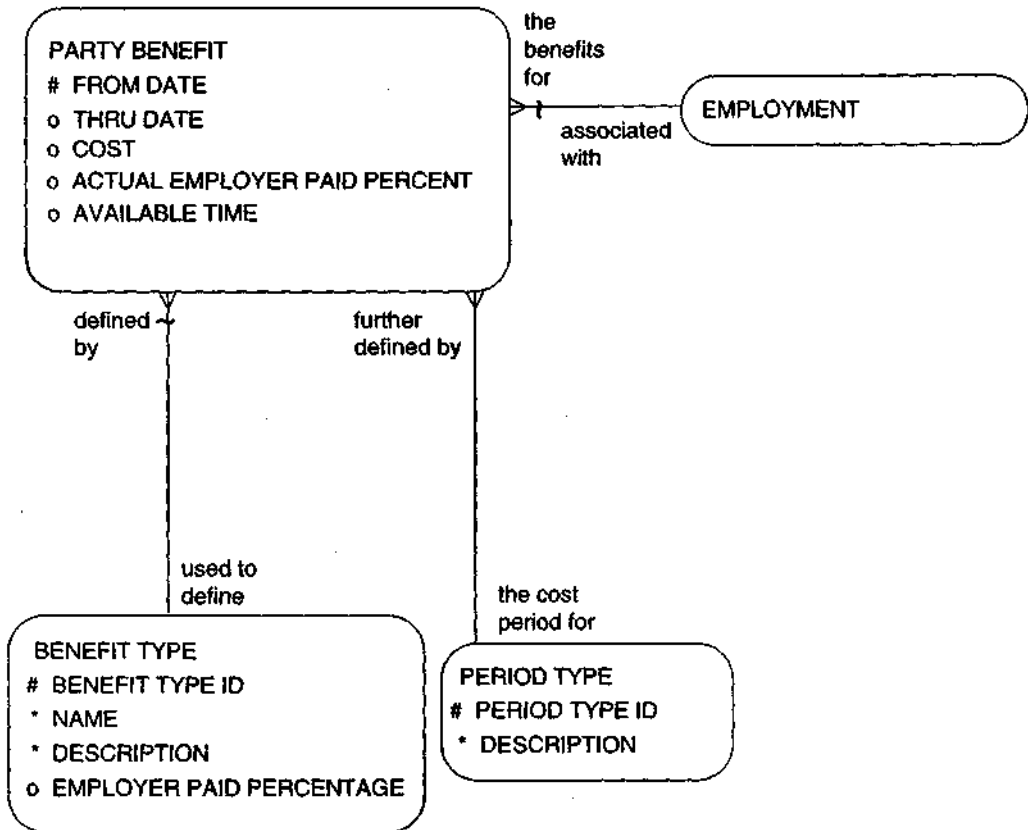 PARTY BENEFIT
# FROM DATE
o THRU DATE
o COST
o ACTUAL EMPLOYER PAID PERCENT
o AVAILABLE TIME
the
benefits
for
associated
with
EMPLOYMENT
defined
by
further
defined by
used to
define
the cost
period for
BENEFIT TYPE
# BENEFIT TYPE ID
* NAME
* DESCRIPTION
o EMPLOYER PAID PERCENTAGE
PERIOD TYPE
# PERIOD TYPE ID
* DESCRIPTION